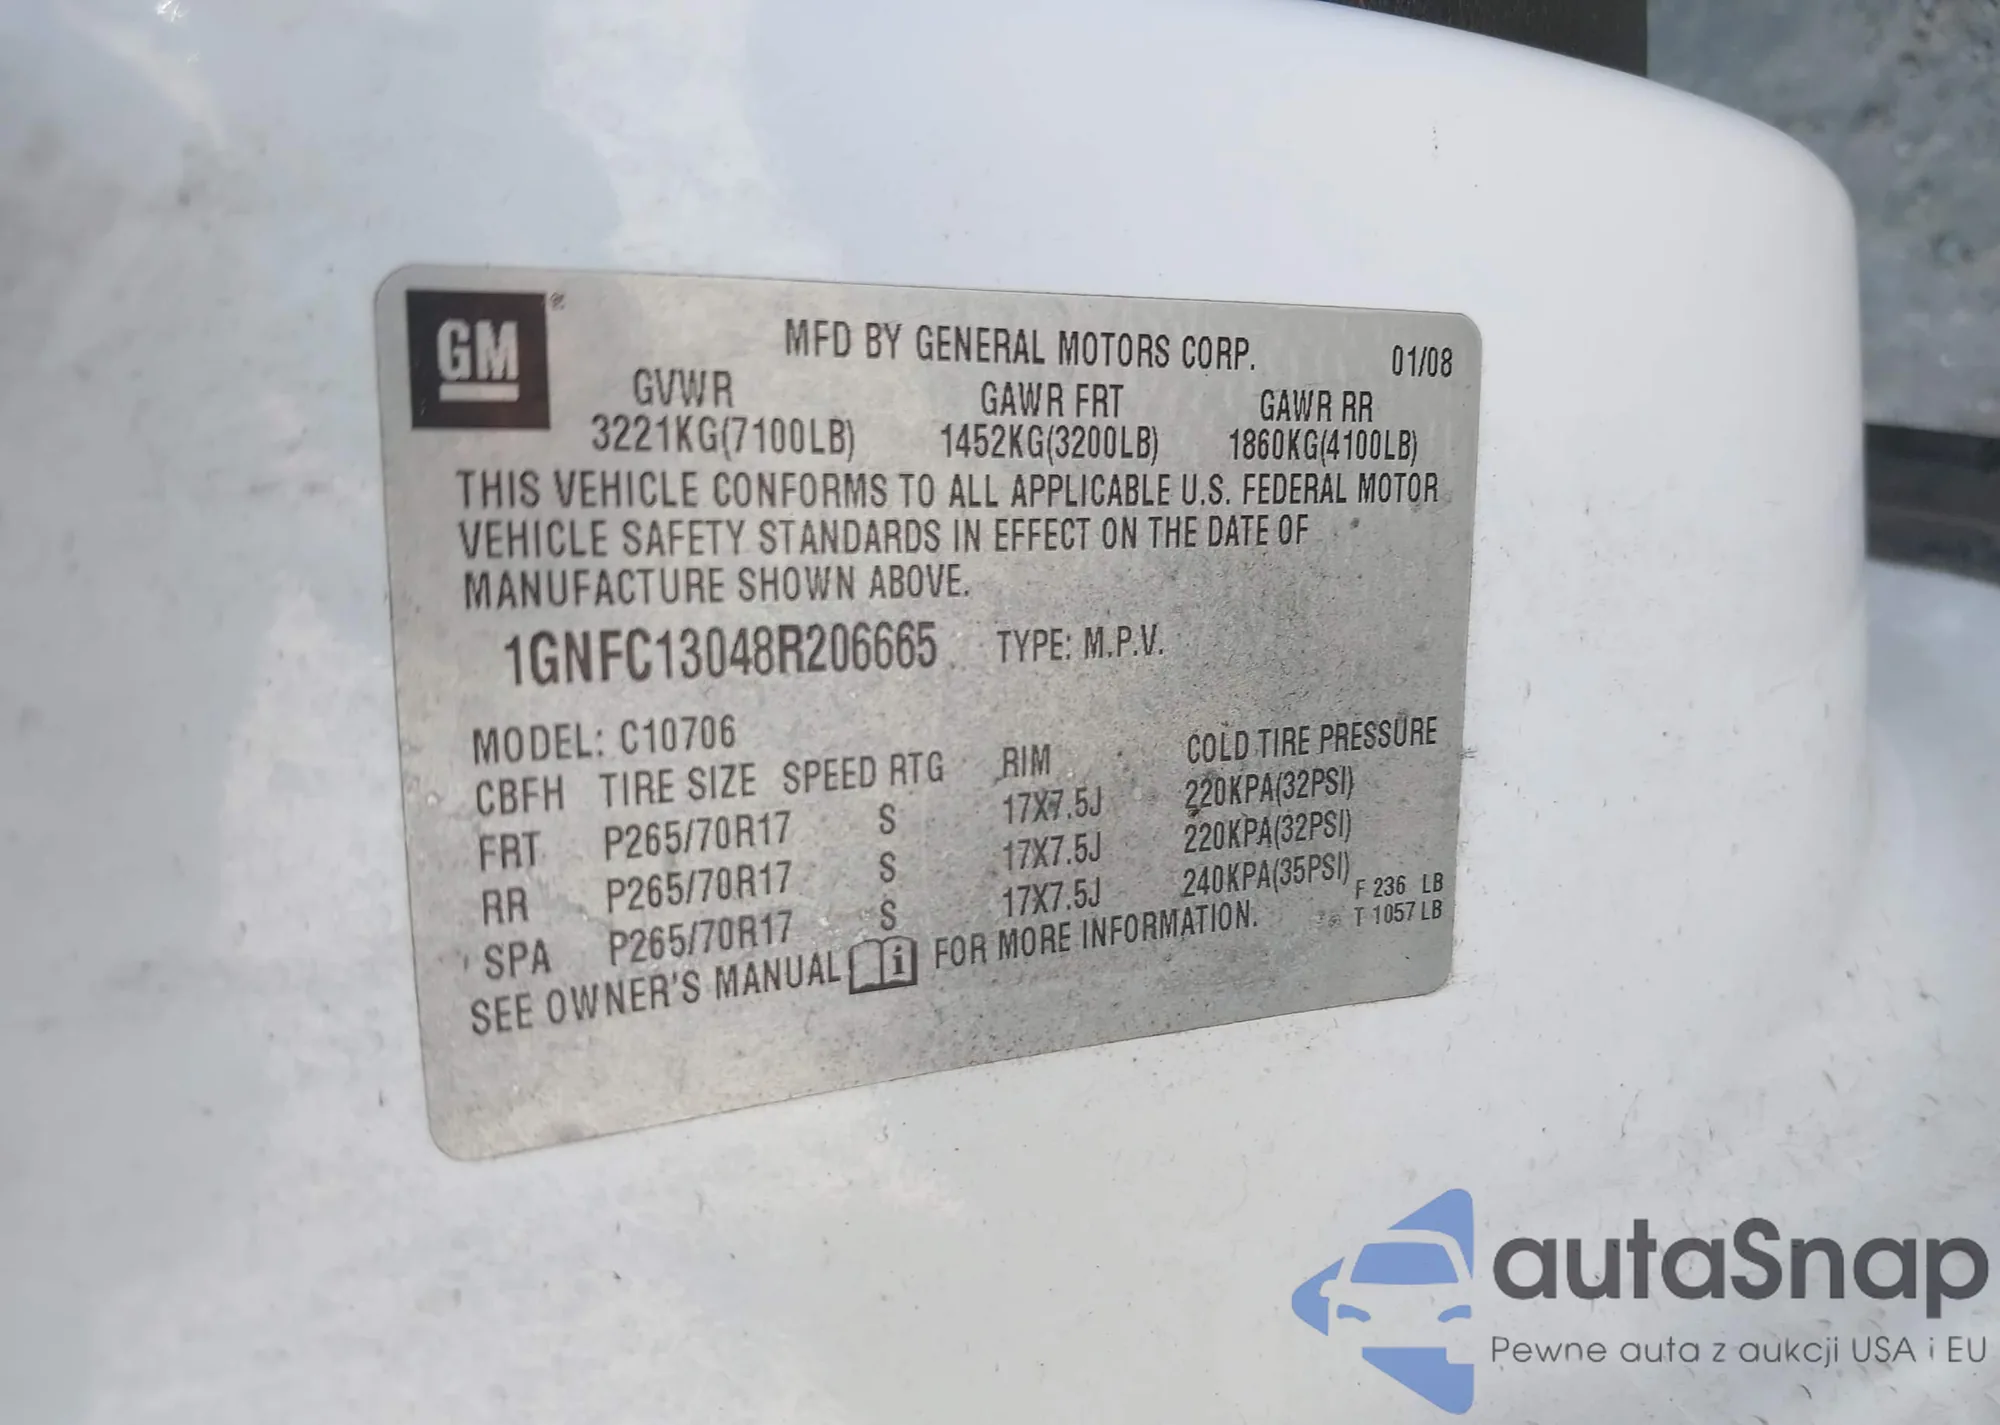 GM ®
MFD BY GENERAL MOTORS CORP. 01/08
GVWR GAWR FRT GAWR RR
3221KG(7100LB) 1452KG(3200LB) 1860KG(4100LB)
THIS VEHICLE CONFORMS TO ALL APPLICABLE U.S. FEDERAL MOTOR
VEHICLE SAFETY STANDARDS IN EFFECT ON THE DATE OF
MANUFACTURE SHOWN ABOVE.
1GNFC13048R206665 TYPE: M.P.V.
MODEL: C10706
CBFH TIRE SIZE SPEED RTG RIM COLD TIRE PRESSURE
FRT P265/70R17 S 17X7.5J 220KPA(32PSI)
RR P265/70R17 S 17X7.5J 220KPA(32PSI)
SPA P265/70R17 S 17X7.5J 240KPA(35PSI)
F 236 LB
T 1057 LB
SEE OWNER'S MANUAL i FOR MORE INFORMATION.
autaSnap
Pewne auta z aukcji USA i EU